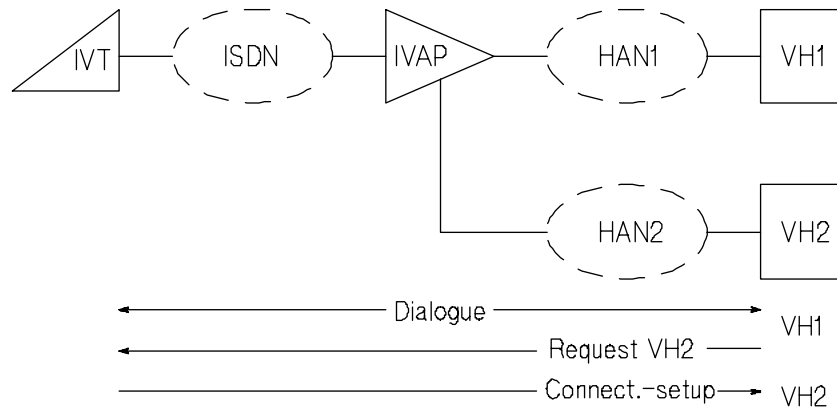 IVT ISDN IVAP HAN1 VH1
HAN2 VH2
Dialogue VH1
Request VH2
Connect.-setup VH2